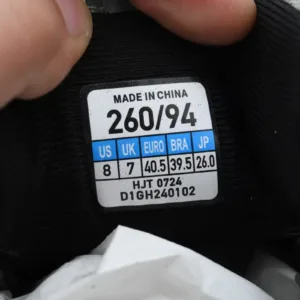 MADE IN CHINA
260/94
US UK EURO BRA JP
8 7 40.5 39.5 26.0
HJT 0724
D1GH240102